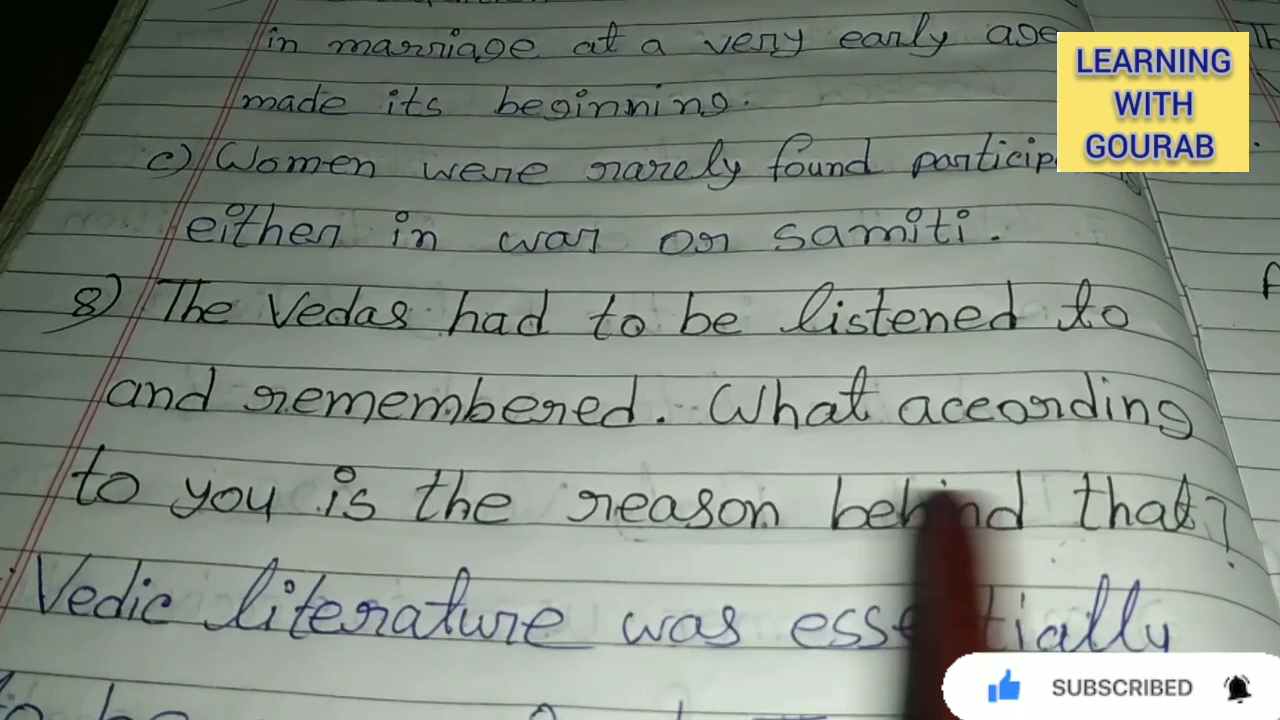 in marriage at a very early age
made its beginning.
c) Women were rarely found particip
either in war or samiti.
8) The Vedas had to be listened to
and remembered. What according
to you is the reason behind that?
Vedic literature was essentially
LEARNING
WITH
GOURAB
SUBSCRIBED